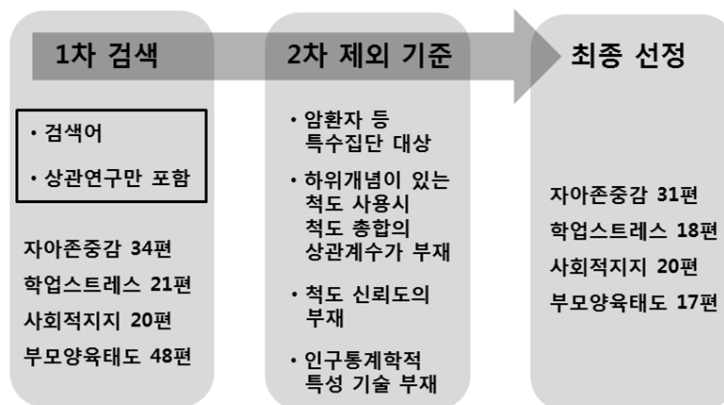 1차 검색
• 검색어
• 상관연구만 포함
자아존중감 34편
학업스트레스 21편
사회적지지 20편
부모양육태도 48편
2차 제외 기준
• 암환자 등
특수집단 대상
• 하위개념이 있는
척도 사용시
척도 총합의
상관계수가 부재
• 척도 신뢰도의
부재
• 인구통계학적
특성 기술 부재
최종 선정
자아존중감 31편
학업스트레스 18편
사회적지지 20편
부모양육태도 17편